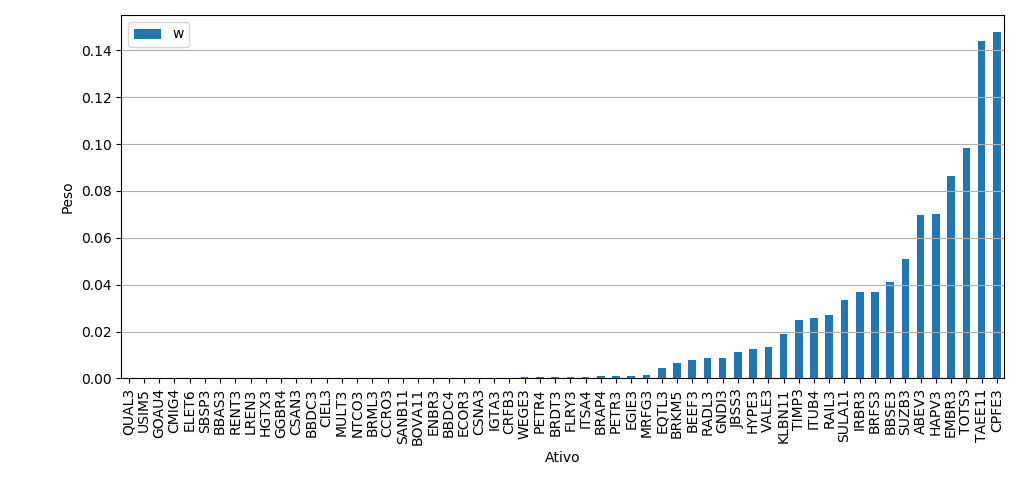 w
0.14
0.12
0.10
0.08
0.06
0.04
0.02
0.00
Peso
QUAL3
USIM5
GOAU4
CMIG4
ELET6
SBSP3
BBAS3
RENT3
LREN3
HGTX3
GGBR4
CSAN3
BBDC3
CIEL3
MULT3
NTCO3
BRML3
CCRO3
SANB11
BOVA11
ENBR3
BBDC4
ECOR3
CSNA3
IGTA3
CRFB3
WEGE3
PETR4
BRDT3
FLRY3
ITSA4
BRAP4
PETR3
EGIE3
MRFG3
EQTL3
BRKM5
BEEF3
RADL3
GNDI3
JBSS3
HYPE3
VALE3
KLBN11
TIMP3
ITUB4
RAIL3
SULA11
IRBR3
BRFS3
BBSE3
SUZB3
ABEV3
HAPV3
EMBR3
TOTS3
TAEE11
CPFE3
Ativo